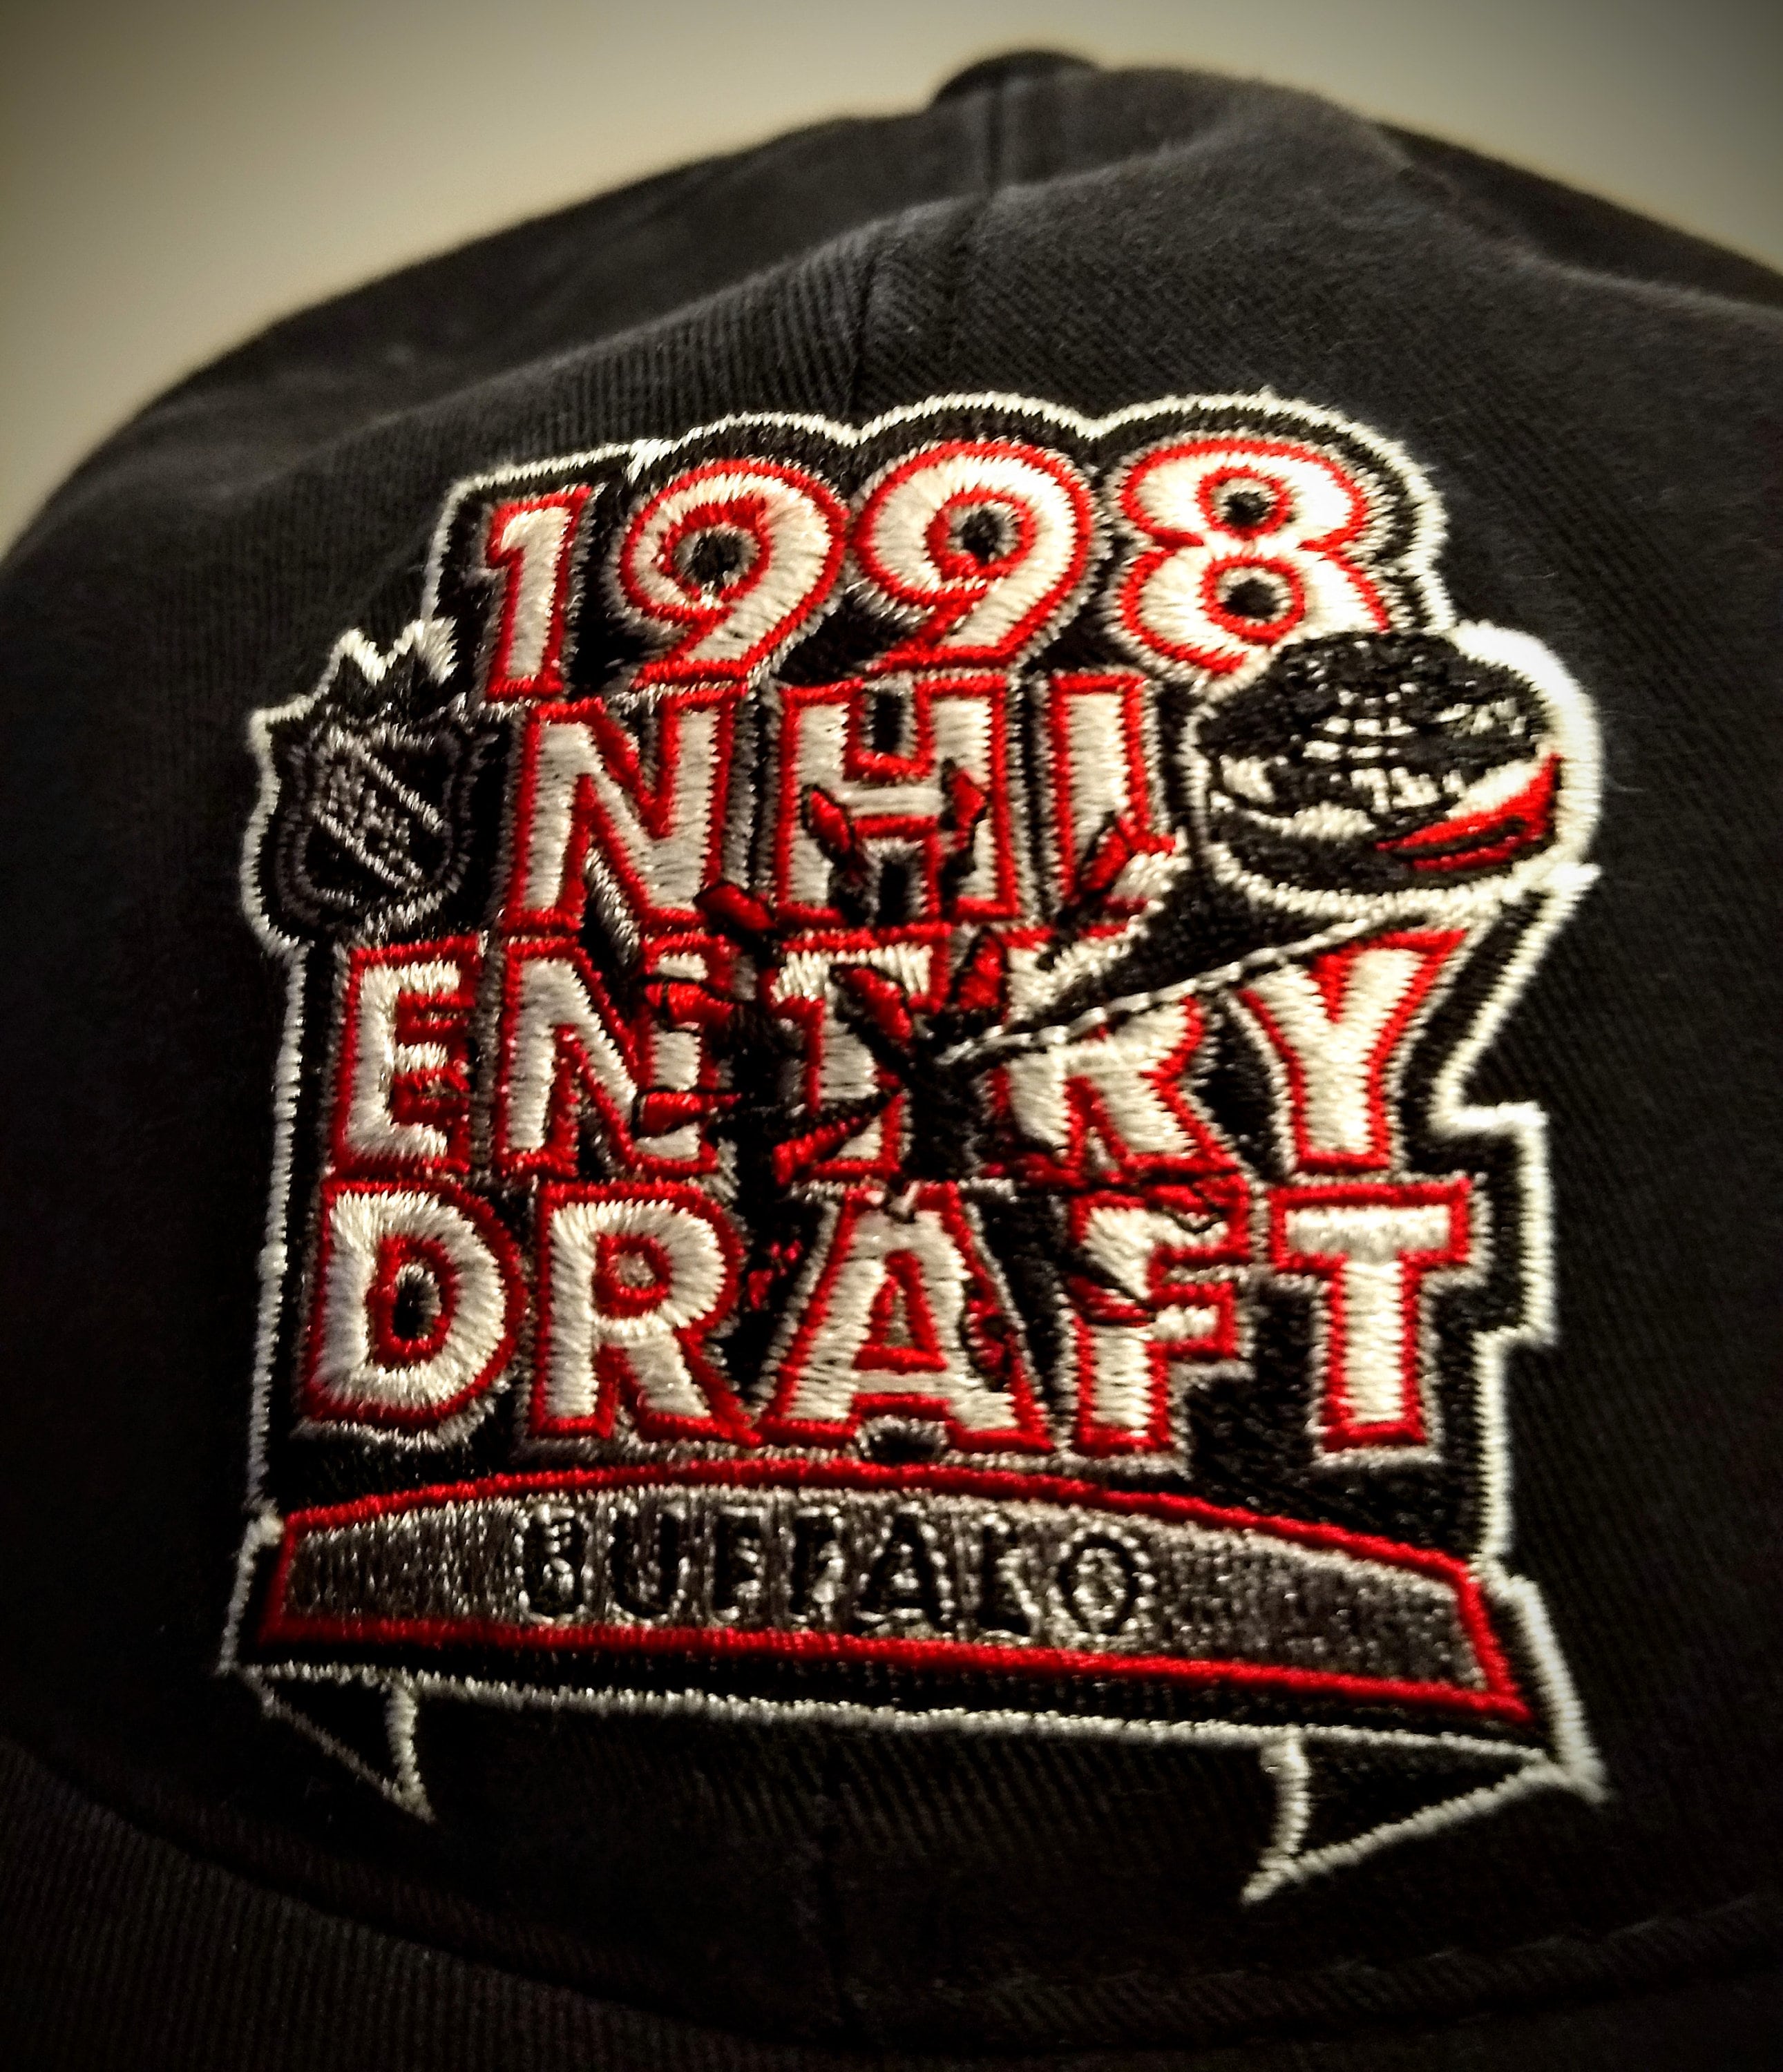 1998
NHL
ENTRY
DRAFT
BUFFALO